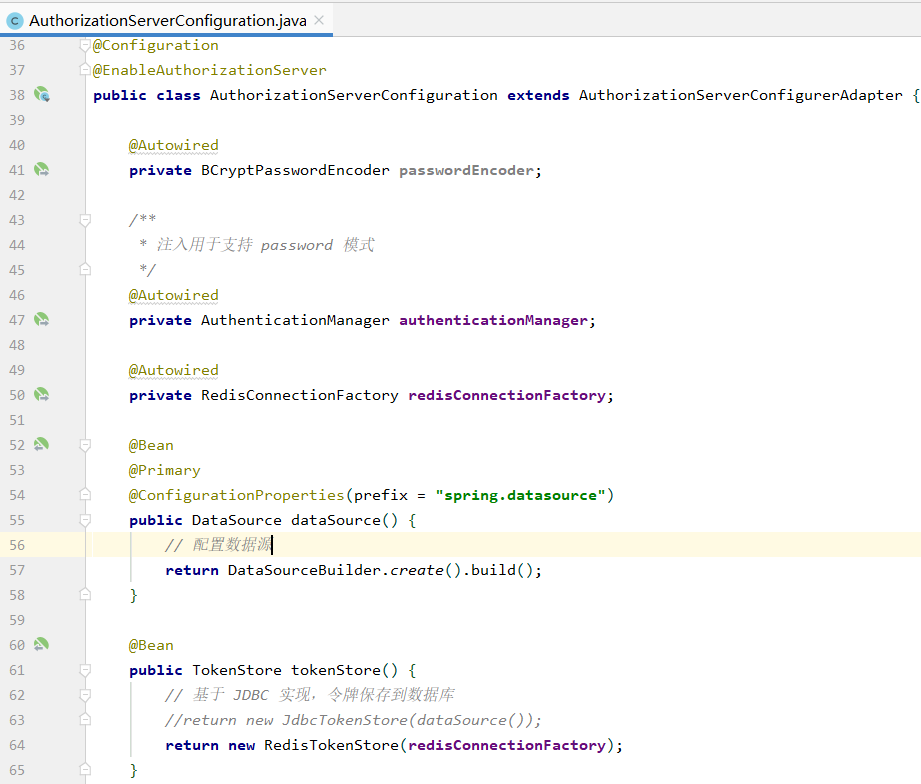 AuthorizationServerConfiguration.java
36 @Configuration
37 @EnableAuthorizationServer
38 public class AuthorizationServerConfiguration extends AuthorizationServerConfigurerAdapter {
39
40 @Autowired
41 private BCryptPasswordEncoder passwordEncoder;
42
43 /**
44 * 注入用于支持 password 模式
45 */
46 @Autowired
47 private AuthenticationManager authenticationManager;
48
49 @Autowired
50 private RedisConnectionFactory redisConnectionFactory;
51
52 @Bean
53 @Primary
54 @ConfigurationProperties(prefix = "spring.datasource")
55 public DataSource dataSource() {
56 // 配置数据源
57 return DataSourceBuilder.create().build();
58 }
59
60 @Bean
61 public TokenStore tokenStore() {
62 // 基于 JDBC 实现，令牌保存到数据库
63 //return new JdbcTokenStore(dataSource());
64 return new RedisTokenStore(redisConnectionFactory);
65 }